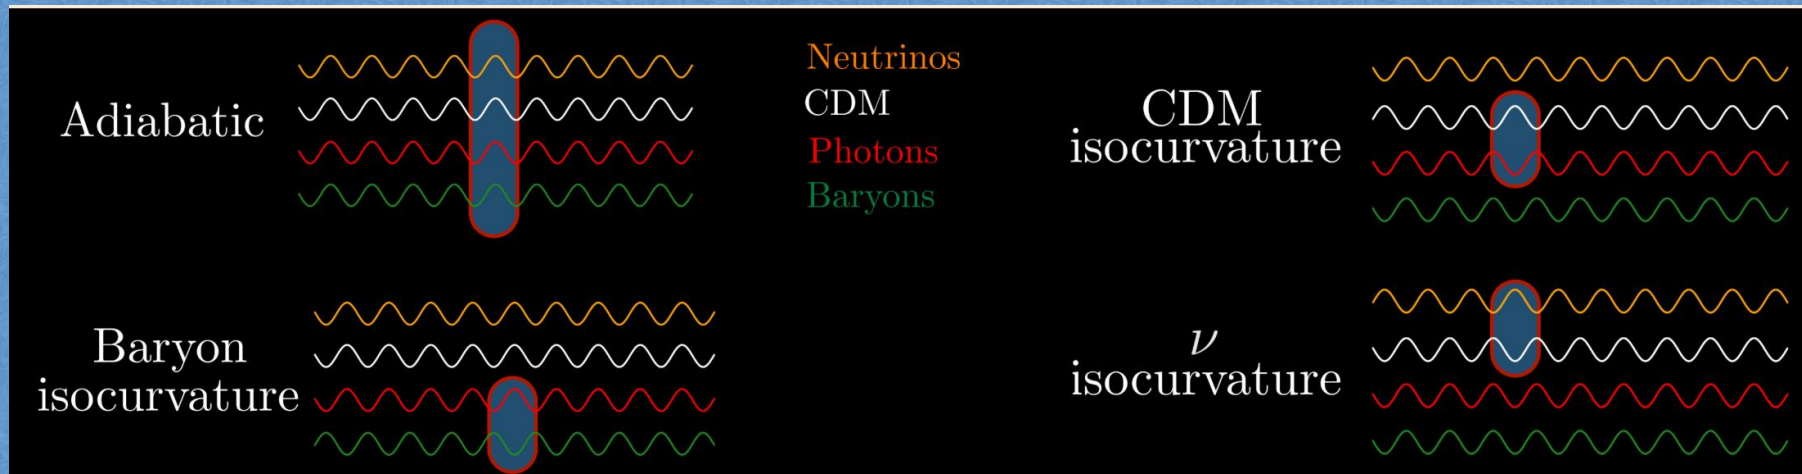 Adiabatic
Neutrinos
CDM
Photons
Baryons
CDM
isocurvature
Baryon
isocurvature
ν
isocurvature